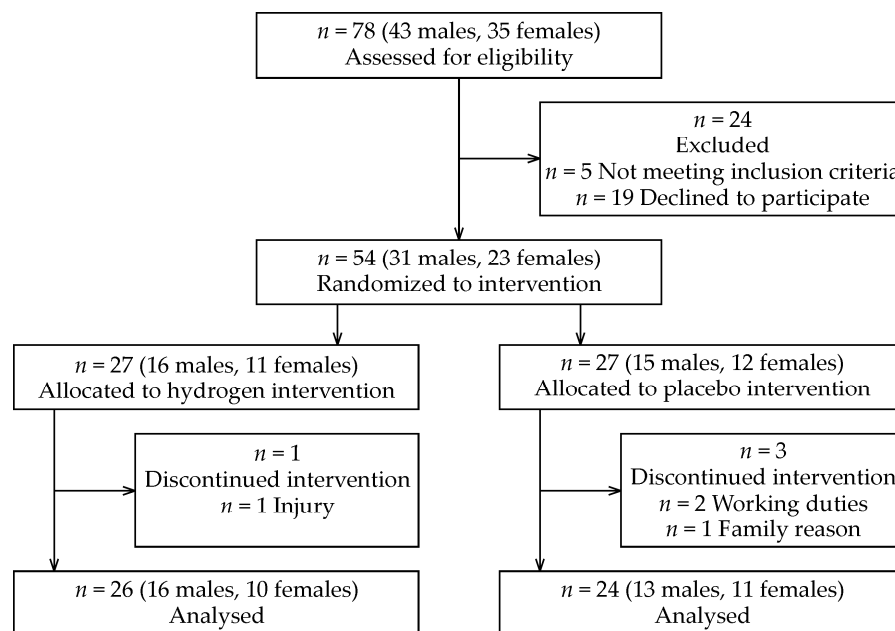 n = 78 (43 males, 35 females)
Assessed for eligibility
n = 24
Excluded
n = 5 Not meeting inclusion criteria
n = 19 Declined to participate
n = 54 (31 males, 23 females)
Randomized to intervention
n = 27 (16 males, 11 females)
Allocated to hydrogen intervention
n = 27 (15 males, 12 females)
Allocated to placebo intervention
n = 1
Discontinued intervention
n = 1 Injury
n = 3
Discontinued intervention
n = 2 Working duties
n = 1 Family reason
n = 26 (16 males, 10 females)
Analysed
n = 24 (13 males, 11 females)
Analysed